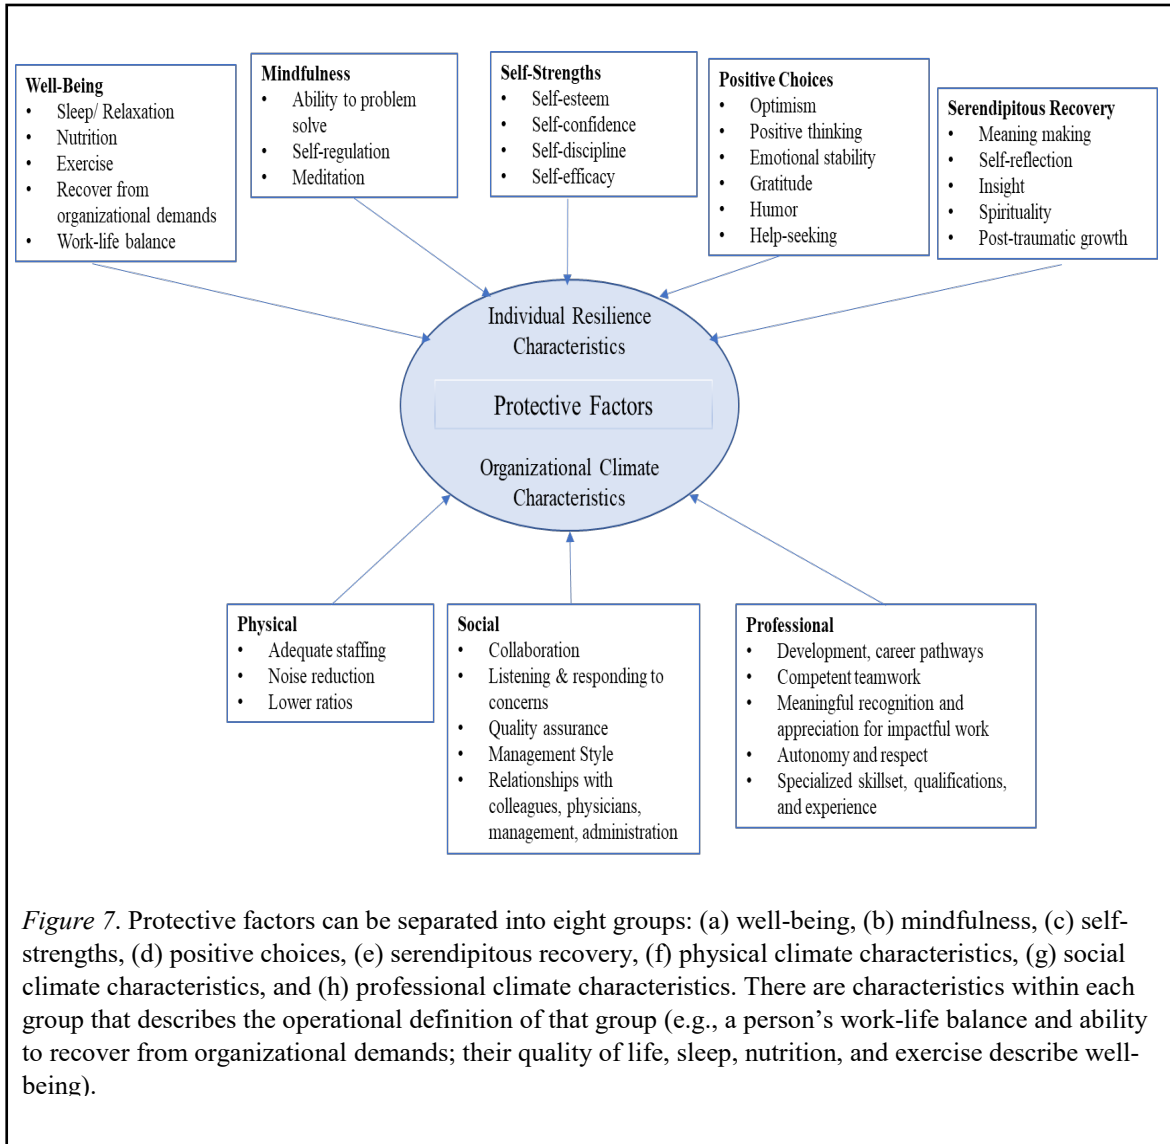 Well-Being
• Sleep/ Relaxation
• Nutrition
• Exercise
• Recover from
organizational demands
• Work-life balance
Mindfulness
• Ability to problem
solve
• Self-regulation
• Meditation
Self-Strengths
• Self-esteem
• Self-confidence
• Self-discipline
• Self-efficacy
Positive Choices
• Optimism
• Positive thinking
• Emotional stability
• Gratitude
• Humor
• Help-seeking
Serendipitous Recovery
• Meaning making
• Self-reflection
• Insight
• Spirituality
• Post-traumatic growth
Individual Resilience
Characteristics
Protective Factors
Organizational Climate
Characteristics
Physical
• Adequate staffing
• Noise reduction
• Lower ratios
Social
• Collaboration
• Listening & responding to
concerns
• Quality assurance
• Management Style
• Relationships with
colleagues, physicians,
management, administration
Professional
• Development, career pathways
• Competent teamwork
• Meaningful recognition and
appreciation for impactful work
• Autonomy and respect
• Specialized skillset, qualifications,
and experience
Figure 7. Protective factors can be separated into eight groups: (a) well-being, (b) mindfulness, (c) self-
strengths, (d) positive choices, (e) serendipitous recovery, (f) physical climate characteristics, (g) social
climate characteristics, and (h) professional climate characteristics. There are characteristics within each
group that describes the operational definition of that group (e.g., a person’s work-life balance and ability
to recover from organizational demands; their quality of life, sleep, nutrition, and exercise describe well-
being).